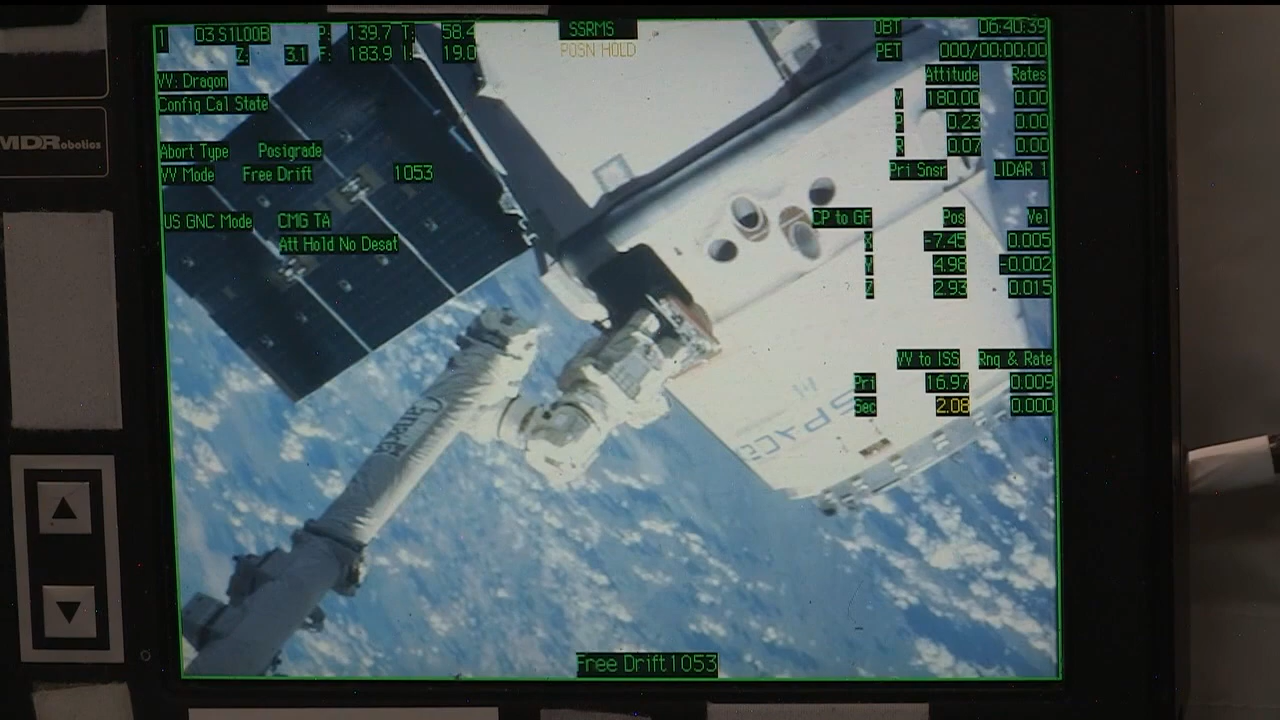 1 D3 S1L00B P: 139.7 T: 58.4 SSRMS OBT 06:40:39
Z: 3.1 F: 183.9 I: 19.0 POSN HOLD PET 000/00:00:00
VV: Dragon Attitude Rates
Config Cal State Y 180.00 0.00
P 0.23 0.00
Abort Type Posigrade R 0.07 0.00
VV Mode Free Drift 1053 Pri Snsr LIDAR 1
US GNC Mode CMG TA CP to GF Pos Vel
Att Hold No Desat X -7.45 0.005
Y 4.98 -0.002
Z 2.93 0.015
VV to ISS Rng & Rate
Pri 16.97 0.009
Sec 2.08 0.000
MDRobotics
SPACE
Free Drift 1053